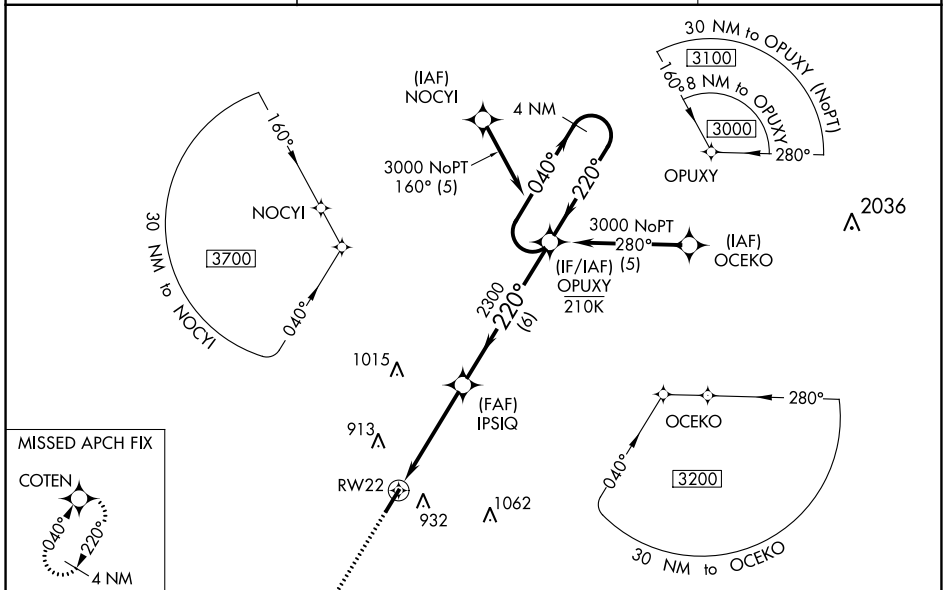 30 NM to OPUXY (NoPT)
3100
160°
8 NM to OPUXY
3000
280°
OPUXY
(IAF)
NOCYI
4 NM
3000 NoPT
160° (5)
040°
220°
160°
NOCYI
3700
30 NM to NOCYI
040°
2036
3000 NoPT
280°
(5)
(IAF)
OCEKO
(IF/IAF)
OPUXY
210K
2300
220°
(6)
1015
(FAF)
IPSIQ
913
RW22
932
1062
OCEKO
280°
040°
3200
30 NM to OCEKO
MISSED APCH FIX
COTEN
040°
220°
4 NM